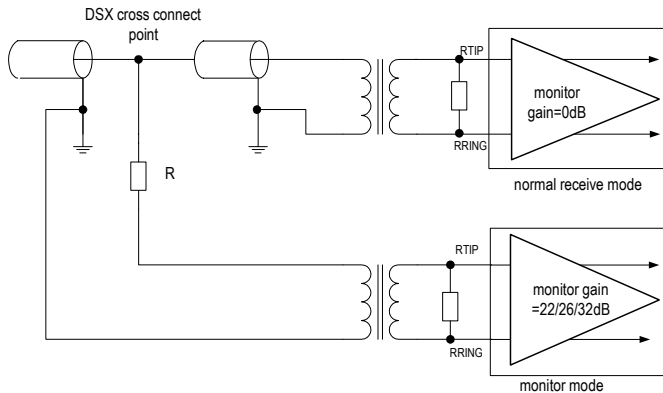 DSX cross connect
point
RTIP
monitor
gain=0dB
RRING
normal receive mode
R
RTIP
monitor gain
=22/26/32dB
RRING
monitor mode